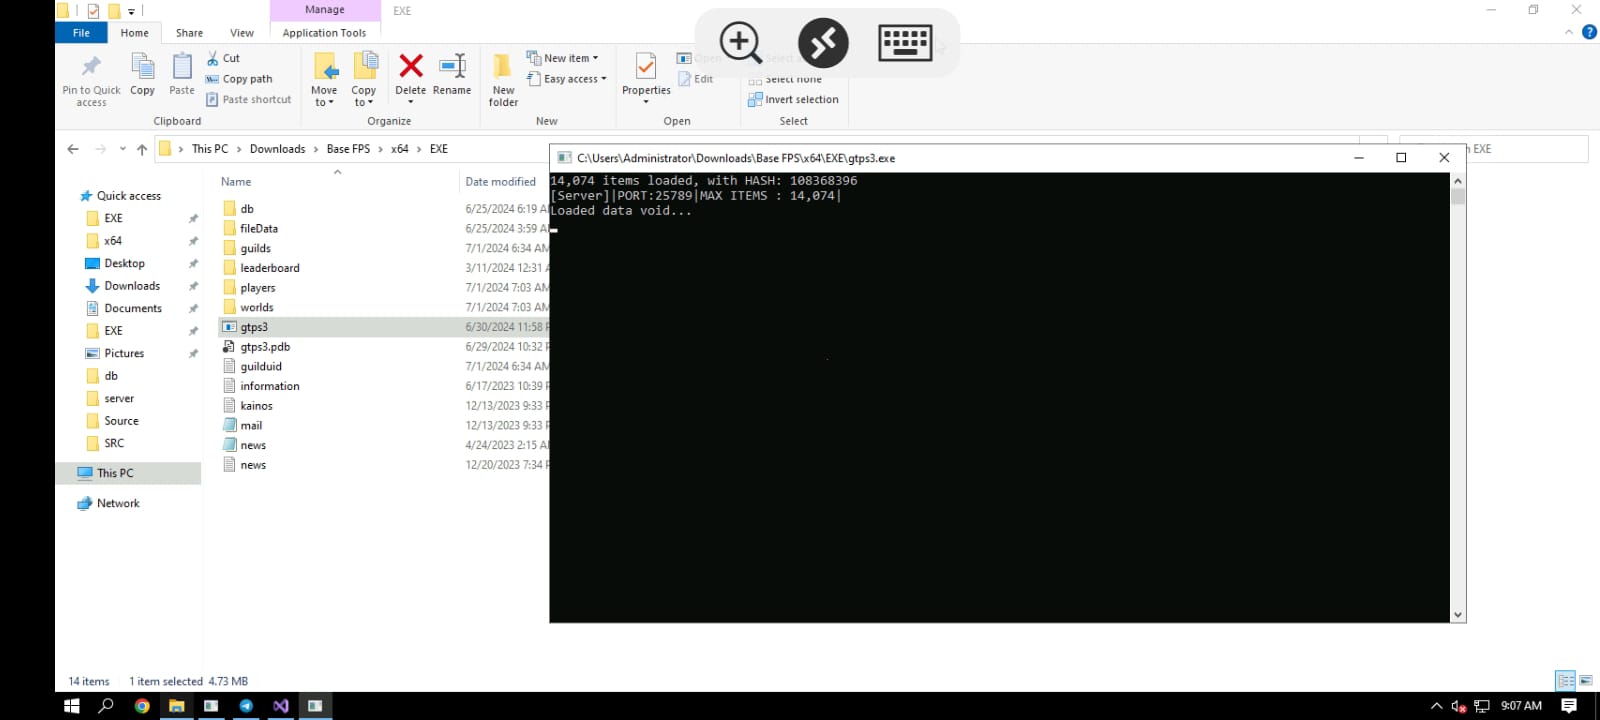 Manage
EXE
File
Home
Share
View
Application Tools
Pin to Quick access
Copy
Paste
Cut
Copy path
Paste shortcut
Clipboard
Move to
Copy to
Delete
Rename
Organize
New folder
New item
Easy access
New
Properties
Open
Edit
Open
Select none
Invert selection
Select
This PC
Downloads
Base FPS
x64
EXE
EXE
Name
Date modified
Quick access
EXE
x64
Desktop
Downloads
Documents
EXE
Pictures
db
server
Source
SRC
This PC
Network
db 6/25/2024 6:19 A
fileData 6/25/2024 3:59 A
guilds 7/1/2024 6:34 AM
leaderboard 3/11/2024 12:31 A
players 7/1/2024 7:03 AM
worlds 7/1/2024 7:03 AM
gtps3 6/30/2024 11:58 P
gtps3.pdb 6/29/2024 10:32 P
guilduid 7/1/2024 6:34 AM
information 6/17/2023 10:39 P
kainos 12/13/2023 9:33 P
mail 12/13/2023 9:33 P
news 4/24/2023 2:15 A
news 12/20/2023 7:34 P
C:\Users\Administrator\Downloads\Base FPS\x64\EXE\gtps3.exe
14,074 items loaded, with HASH: 108368396
[Server]|PORT:25789|MAX ITEMS : 14,074|
Loaded data void...
14 items 1 item selected 4.73 MB
9:07 AM